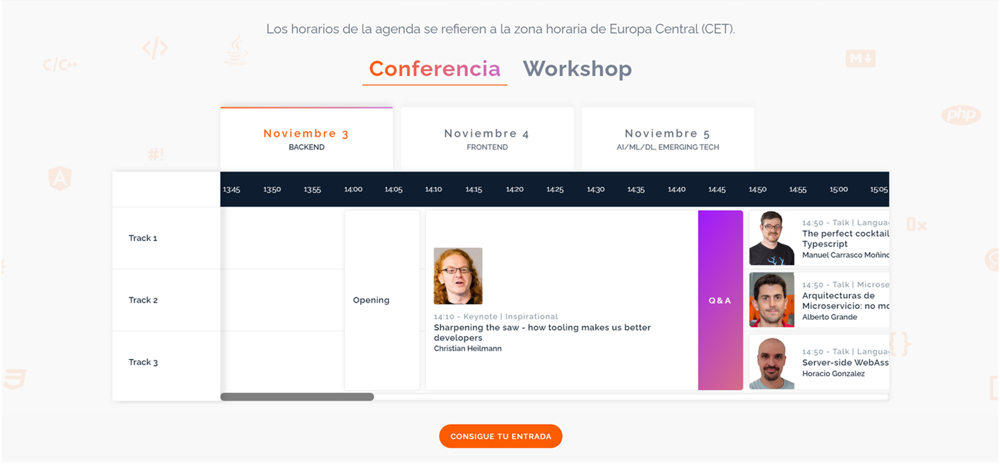 Los horarios de la agenda se refieren a la zona horaria de Europa Central (CET).
C/C++
</>
M
php
#!
A
0x
{}
Conferencia Workshop
Noviembre 3
BACKEND
Noviembre 4
FRONTEND
Noviembre 5
AI/ML/DL, EMERGING TECH
13:45 13:50 13:55 14:00 14:05 14:10 14:15 14:20 14:25 14:30 14:35 14:40 14:45 14:50 14:55 15:00 15:05
Track 1
Track 2
Track 3
Opening
14:10 - Keynote | Inspirational
Sharpening the saw - how tooling makes us better
developers
Christian Heilmann
Q & A
14:50 - Talk | Langua
The perfect cocktail
Typescript
Manuel Carrasco Moñino
14:50 - Talk | Microse
Arquitecturas de
Microservicio: no mo
Alberto Grande
14:50 - Talk | Langua
Server-side WebAss
Horacio Gonzalez
CONSIGUE TU ENTRADA